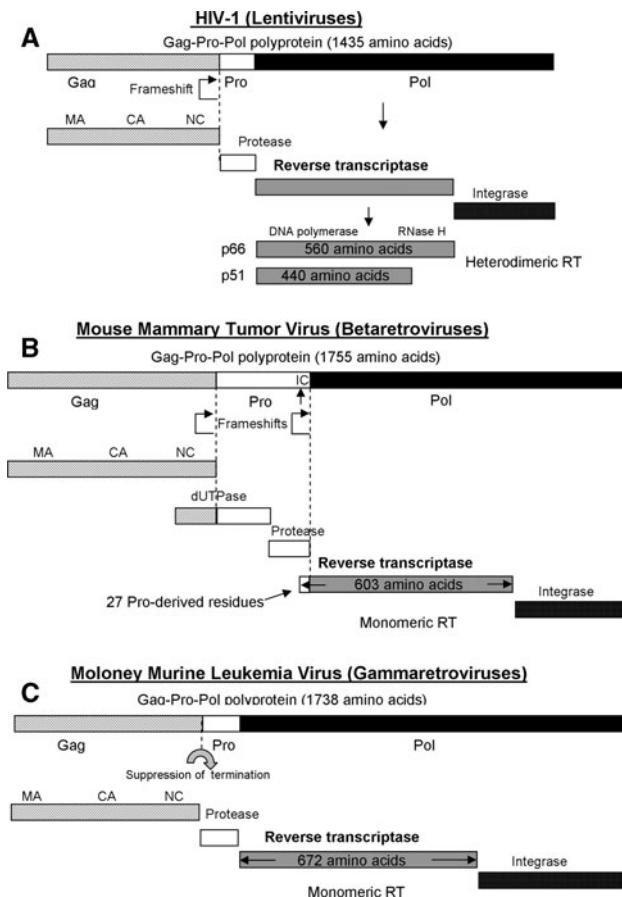 HIV-1 (Lentiviruses)
A
Gag-Pro-Pol polyprotein (1435 amino acids)
Gag Pro Pol
Frameshift
MA CA NC
Protease
Reverse transcriptase
Integrase
DNA polymerase RNase H
p66 560 amino acids
Heterodimeric RT
p51 440 amino acids
Mouse Mammary Tumor Virus (Betaretroviruses)
B
Gag-Pro-Pol polyprotein (1755 amino acids)
IC
Gag Pro Pol
Frameshifts
MA CA NC
dUTPase
Protease
Reverse transcriptase
603 amino acids
27 Pro-derived residues
Integrase
Monomeric RT
Moloney Murine Leukemia Virus (Gammaretroviruses)
C
Gag-Pro-Pol polyprotein (1738 amino acids)
Gag Pro Pol
Suppression of termination
MA CA NC
Protease
Reverse transcriptase
672 amino acids
Integrase
Monomeric RT